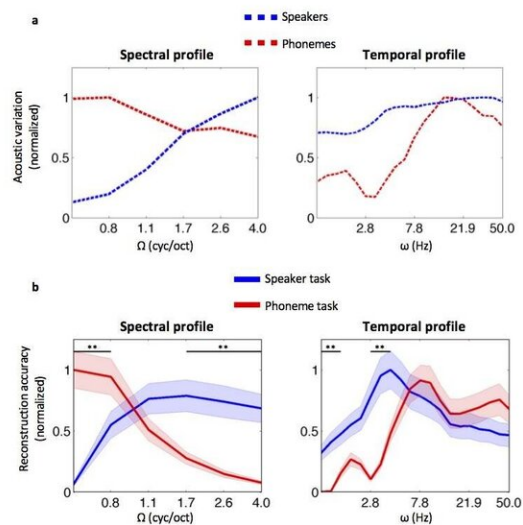 a
Speakers
Phonemes
Spectral profile
Temporal profile
Acoustic variation
(normalized)
1
0.5
0
0.8 1.1 1.7 2.6 4.0
Ω (cyc/oct)
1
0.5
0
2.8 7.8 21.9 50.0
ω (Hz)
b
Speaker task
Phoneme task
Spectral profile
Temporal profile
Reconstruction accuracy
(normalized)
** **
1
0.5
0
0.8 1.1 1.7 2.6 4.0
Ω (cyc/oct)
** **
1
0.5
0
2.8 7.8 21.9 50.0
ω (Hz)